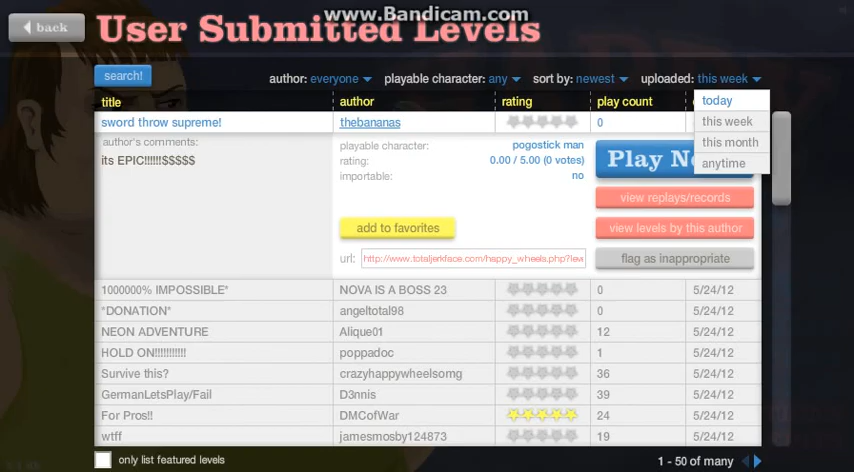 www.Bandicam.com
back
User Submitted Levels
search!
author: everyone playable character: any sort by: newest uploaded: this week
title author rating play count
today
this week
this month
anytime
sword throw supreme! thebananas 0
author's comments:
its EPIC!!!!!!$$$$$
playable character: pogostick man
rating: 0.00 / 5.00 (0 votes)
importable: no
Play
view replays/records
add to favorites
view levels by this author
url: http://www.totaljerkface.com/happy_wheels.php?leve
flag as inappropriate
1000000% IMPOSSIBLE* NOVA IS A BOSS 23 0 5/24/12
*DONATION* angeltotal98 0 5/24/12
NEON ADVENTURE Alique01 12 5/24/12
HOLD ON!!!!!!!!!!! poppadoc 1 5/24/12
Survive this? crazyhappywheelsomg 36 5/24/12
GermanLetsPlay/Fail D3nnis 39 5/24/12
For Pros!! DMCofWar 24 5/24/12
wtff jamesmosby124873 19 5/24/12
only list featured levels
1 - 50 of many